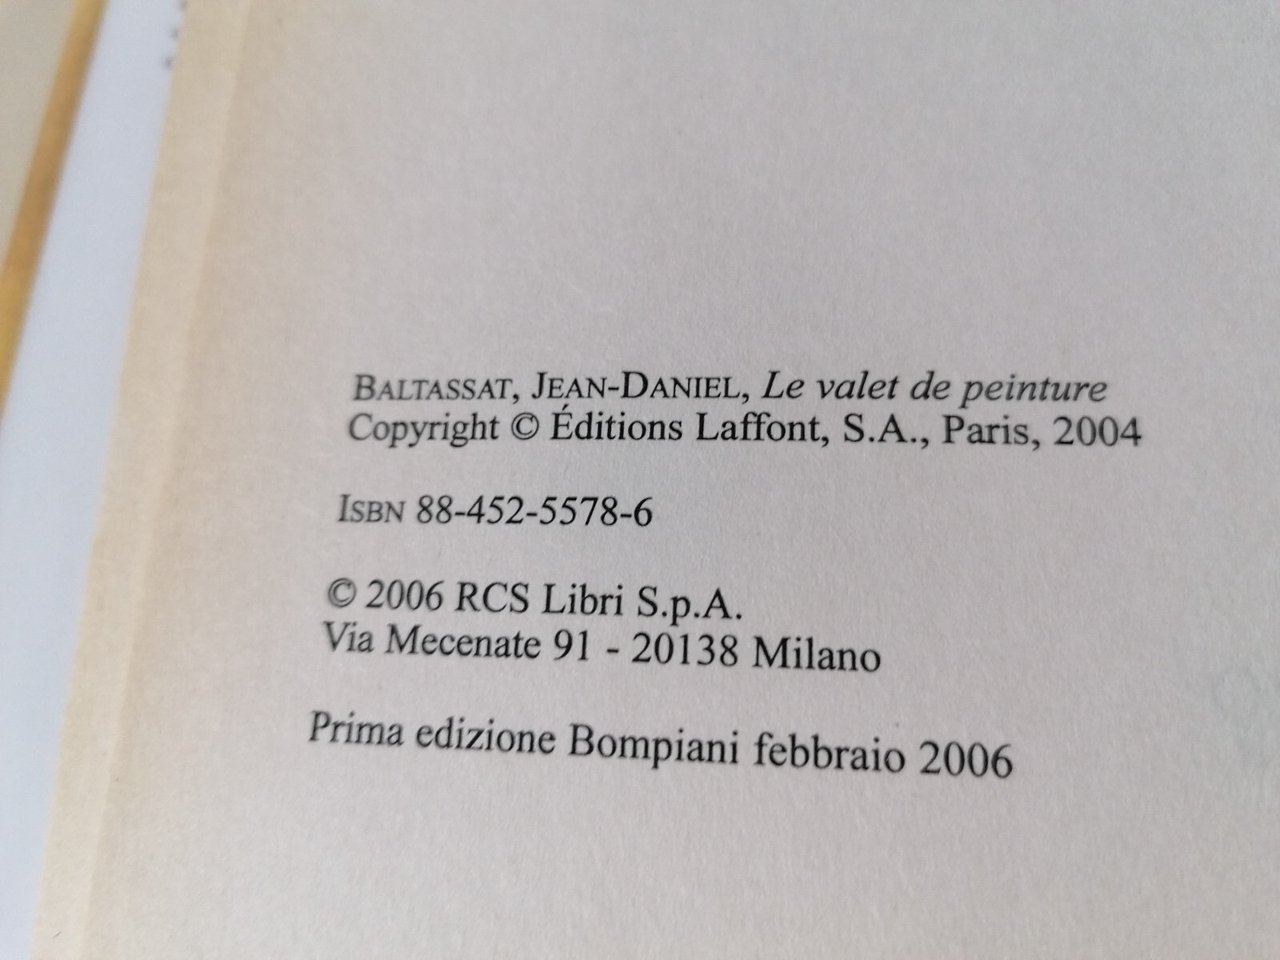 BALTASSAT, JEAN-DANIEL, Le valet de peinture
Copyright © Éditions Laffont, S.A., Paris, 2004
ISBN 88-452-5578-6
© 2006 RCS Libri S.p.A.
Via Mecenate 91 - 20138 Milano
Prima edizione Bompiani febbraio 2006